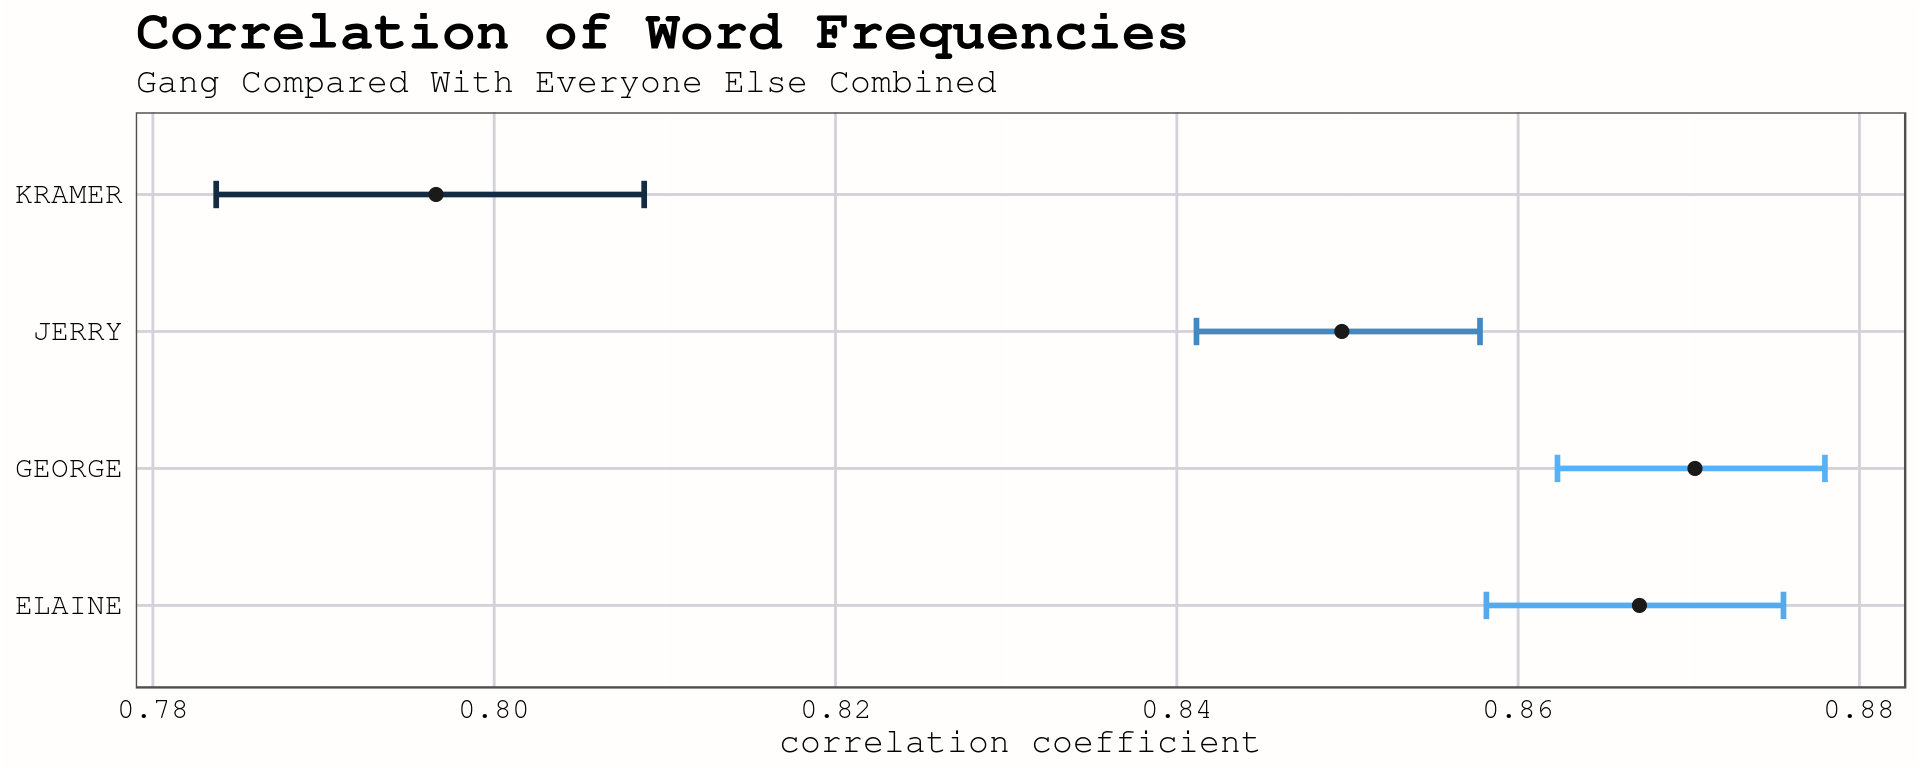 Correlation of Word Frequencies
Gang Compared With Everyone Else Combined
KRAMER
JERRY
GEORGE
ELAINE
0.78 0.80 0.82 0.84 0.86 0.88
correlation coefficient